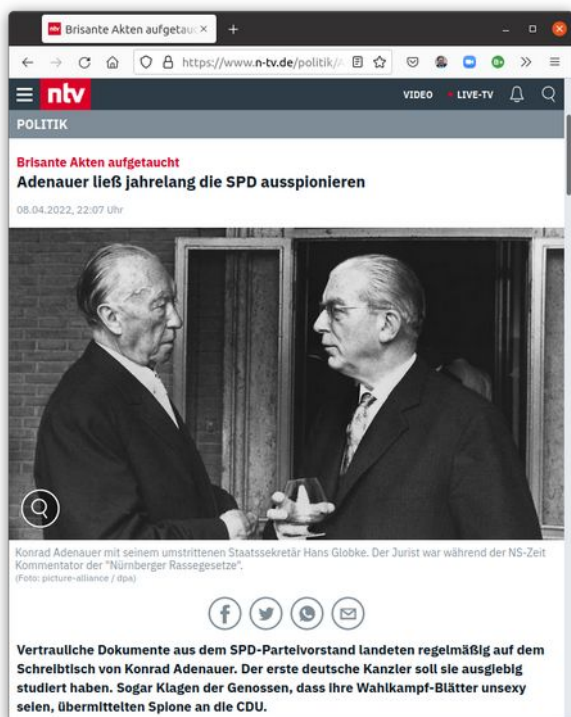 ntv Brisante Akten aufgetau
https://www.n-tv.de/politik/
ntv
VIDEO
LIVE-TV
POLITIK
Brisante Akten aufgetaucht
Adenauer ließ jahrelang die SPD ausspionieren
08.04.2022, 22:07 Uhr
Konrad Adenauer mit seinem umstrittenen Staatssekretär Hans Globke. Der Jurist war während der NS-Zeit
Kommentator der "Nürnberger Rassegesetze".
(Foto: picture-alliance / dpa)
Vertrauliche Dokumente aus dem SPD-Parteivorstand landeten regelmäßig auf dem
Schreibtisch von Konrad Adenauer. Der erste deutsche Kanzler soll sie ausgiebig
studiert haben. Sogar Klagen der Genossen, dass ihre Wahlkampf-Blätter unsexy
seien, übermittelten Spione an die CDU.